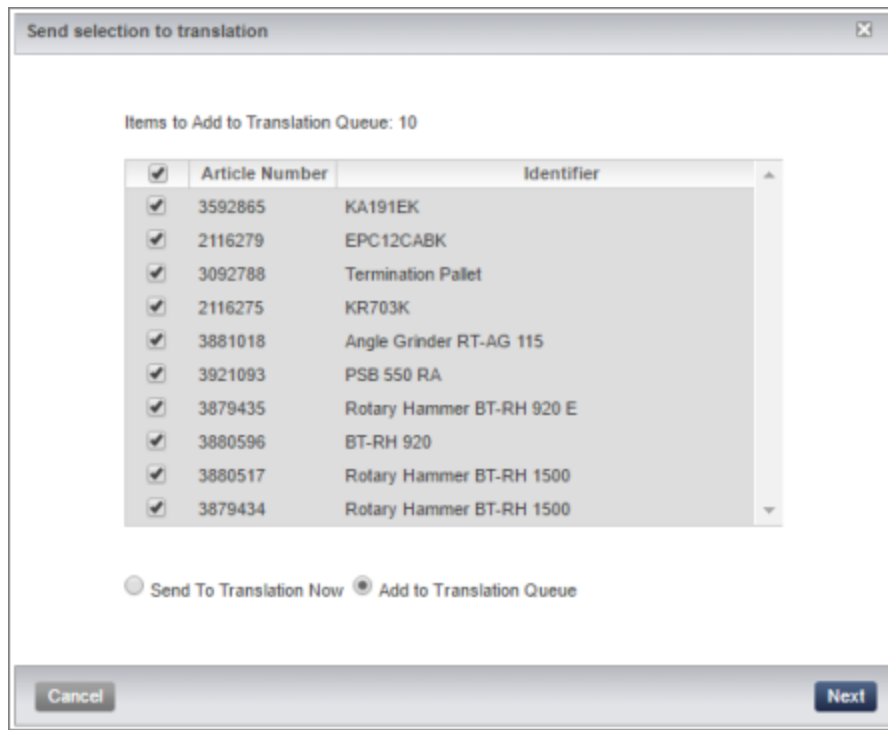 Send selection to translation
Items to Add to Translation Queue: 10
Article Number Identifier
3592865 KA191EK
2116279 EPC12CABK
3092788 Termination Pallet
2116275 KR703K
3881018 Angle Grinder RT-AG 115
3921093 PSB 550 RA
3879435 Rotary Hammer BT-RH 920 E
3880596 BT-RH 920
3880517 Rotary Hammer BT-RH 1500
3879434 Rotary Hammer BT-RH 1500
Send To Translation Now Add to Translation Queue
Cancel Next